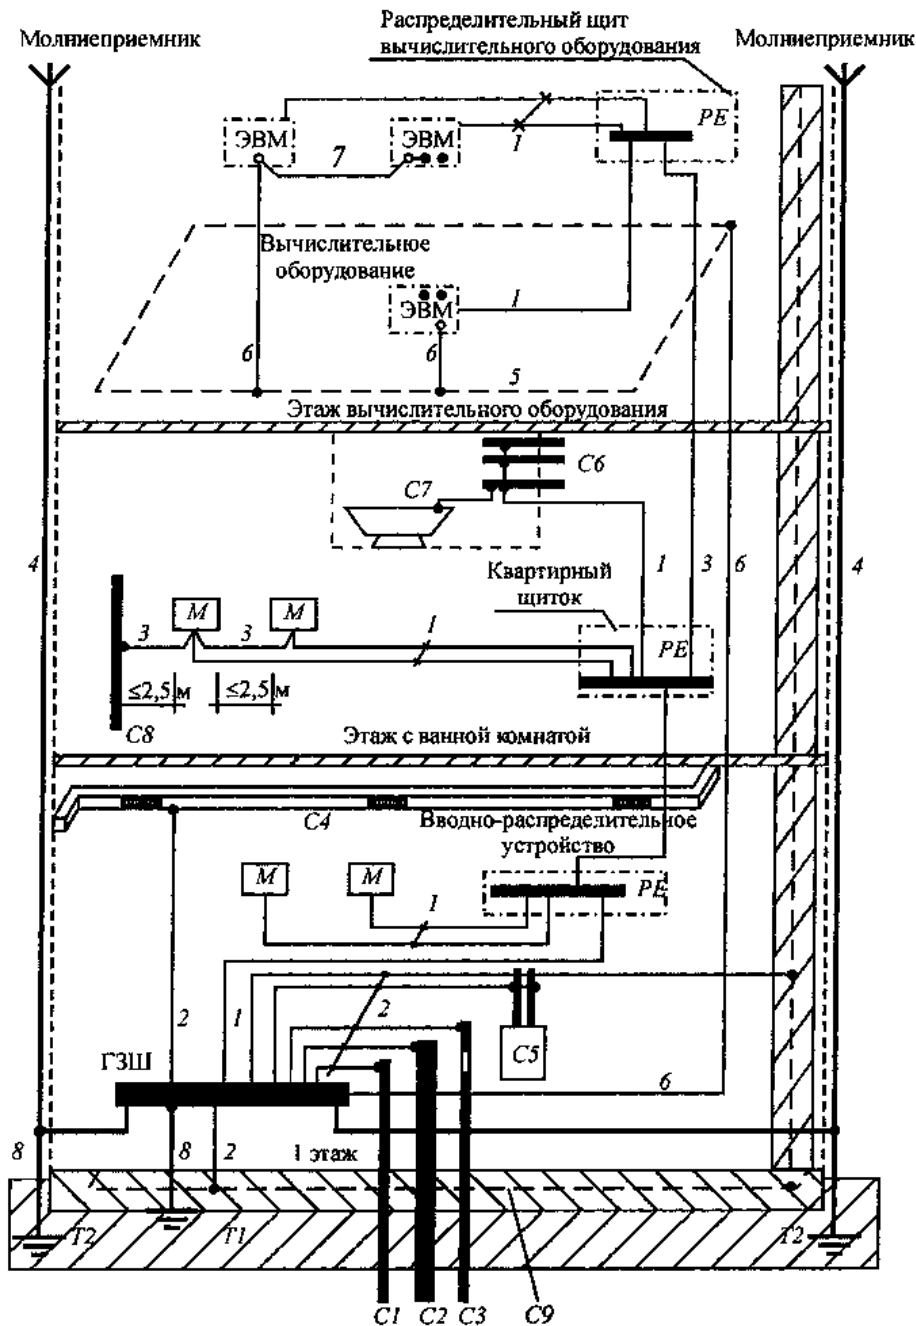 Распределительный щит
вычислительного оборудования
Молниеприемник
Молниеприемник
PE
ЭВМ
ЭВМ
7
1
Вычислительное
оборудование
ЭВМ
1
6
6
5
Этаж вычислительного оборудования
C6
C7
4
1
3
6
4
Квартирный
щиток
M
M
3
3
1
PE
≤2,5 м
≤2,5 м
C8
Этаж с ванной комнатой
C4
Вводно-распределительное
устройство
M
M
PE
1
2
1
2
C5
ГЗШ
6
8
8
2
1 этаж
T2
T1
T2
C1
C2
C3
C9